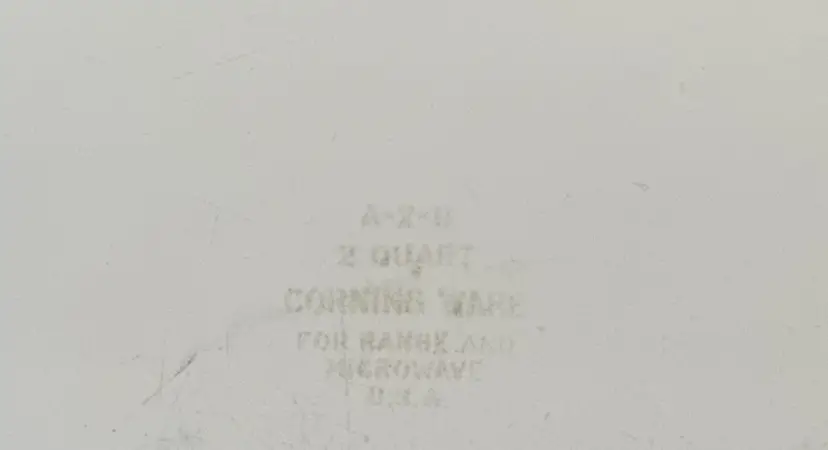 A-2-B
2 QUART
CORNING WARE
FOR RANGE AND
MICROWAVE
U.S.A